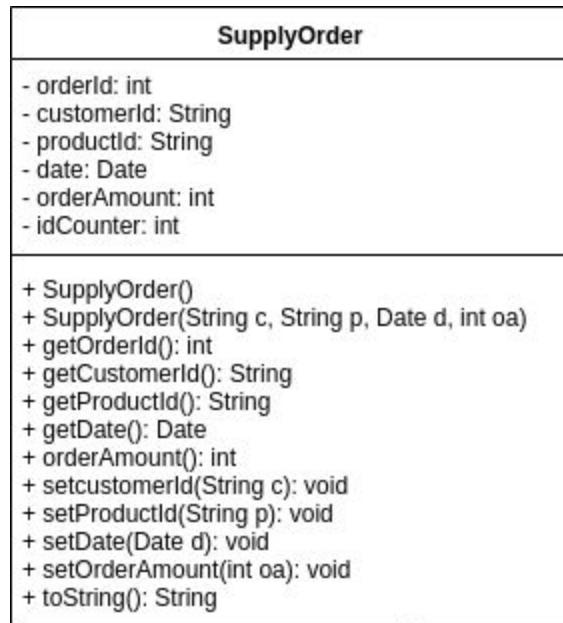 SupplyOrder
- orderId: int
- customerId: String
- productId: String
- date: Date
- orderAmount: int
- idCounter: int
+ SupplyOrder()
+ SupplyOrder(String c, String p, Date d, int oa)
+ getOrderId(): int
+ getCustomerId(): String
+ getProductId(): String
+ getDate(): Date
+ orderAmount(): int
+ setcustomerId(String c): void
+ setProductId(String p): void
+ setDate(Date d): void
+ setOrderAmount(int oa): void
+ toString(): String